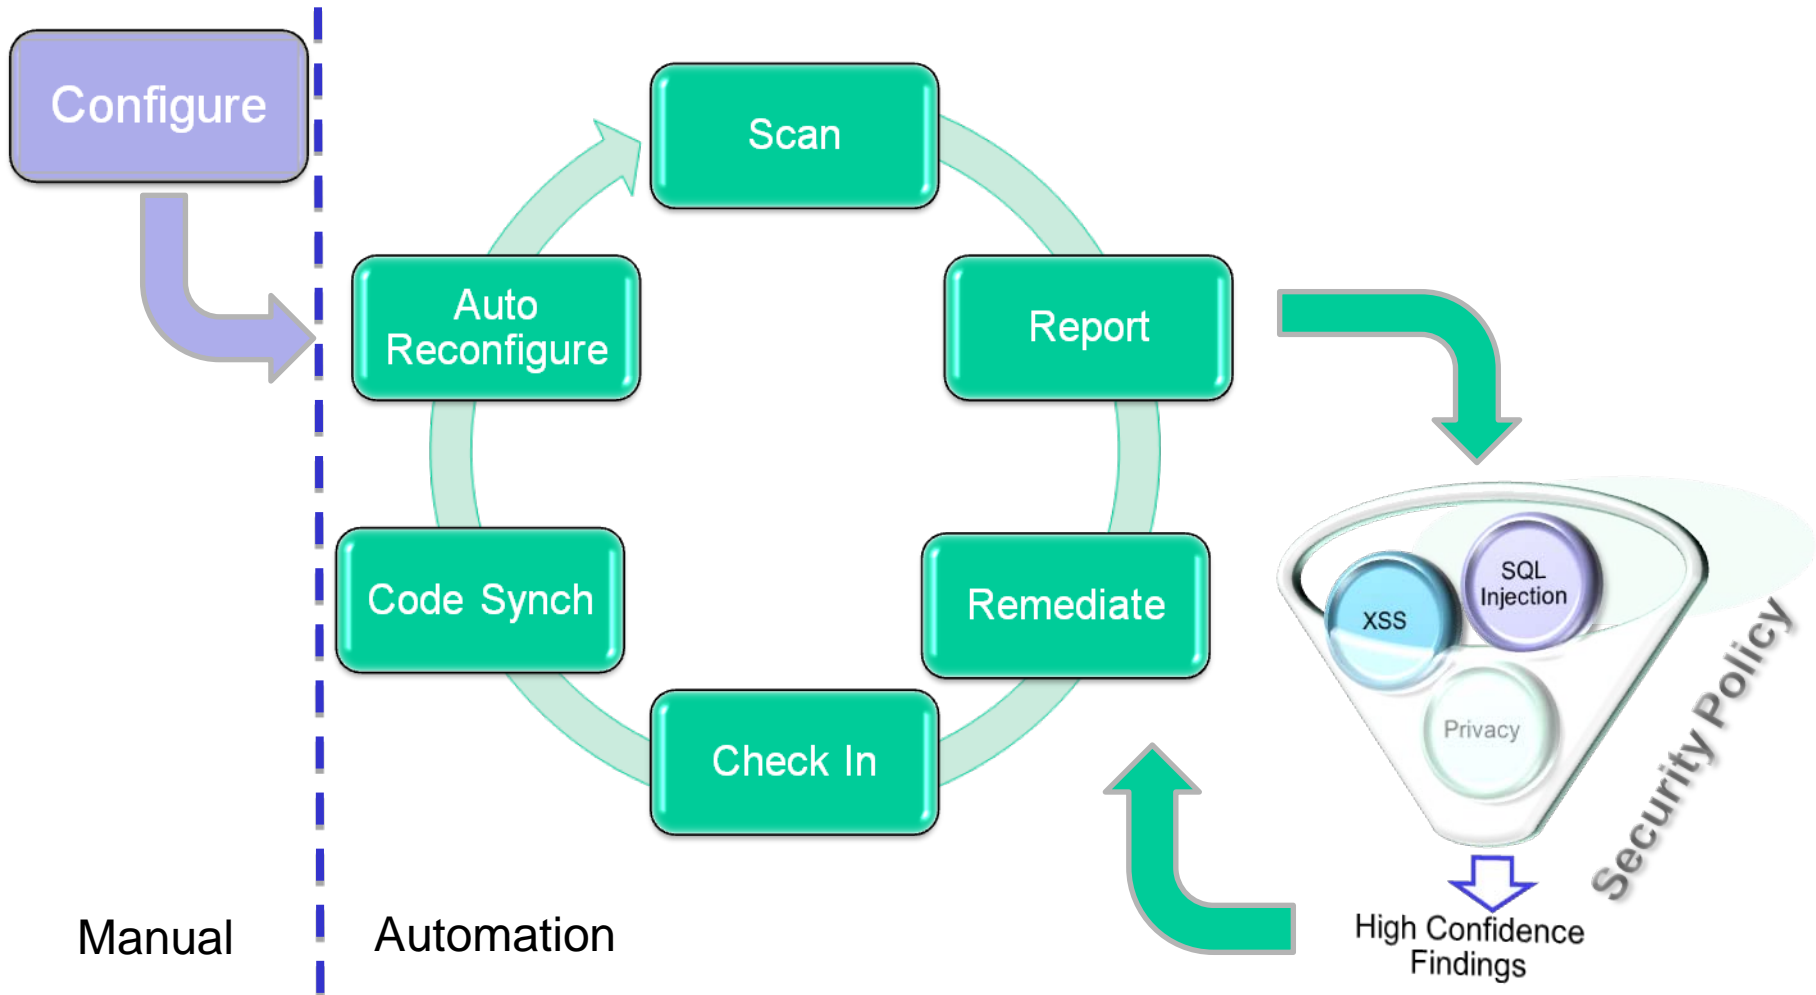 Configure
Scan
Auto
Reconfigure
Report
Code Synch
Remediate
Check In
SQL
Injection
XSS
Privacy
Security Policy
High Confidence
Findings
Manual
Automation